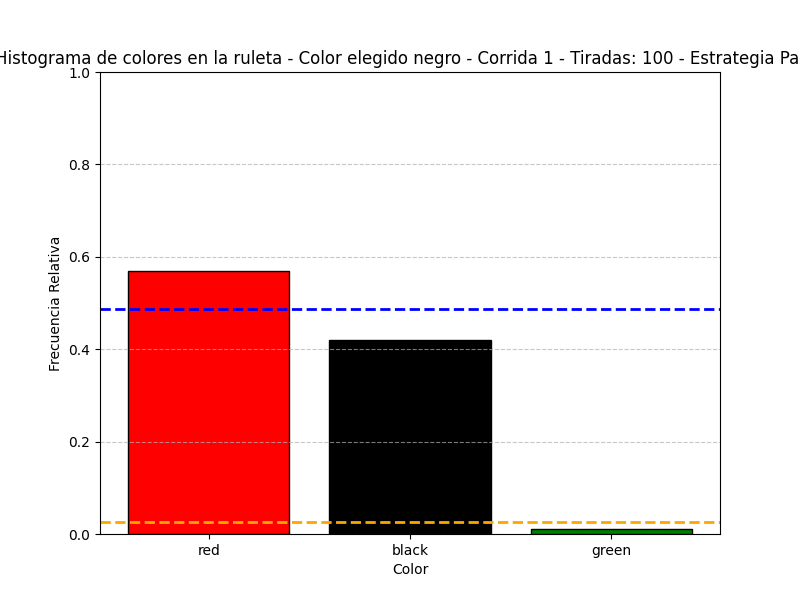 Histograma de colores en la ruleta - Color elegido negro - Corrida 1 - Tiradas: 100 - Estrategia Pa
1.0
0.8
0.6
0.4
0.2
0.0
Frecuencia Relativa
red black green
Color